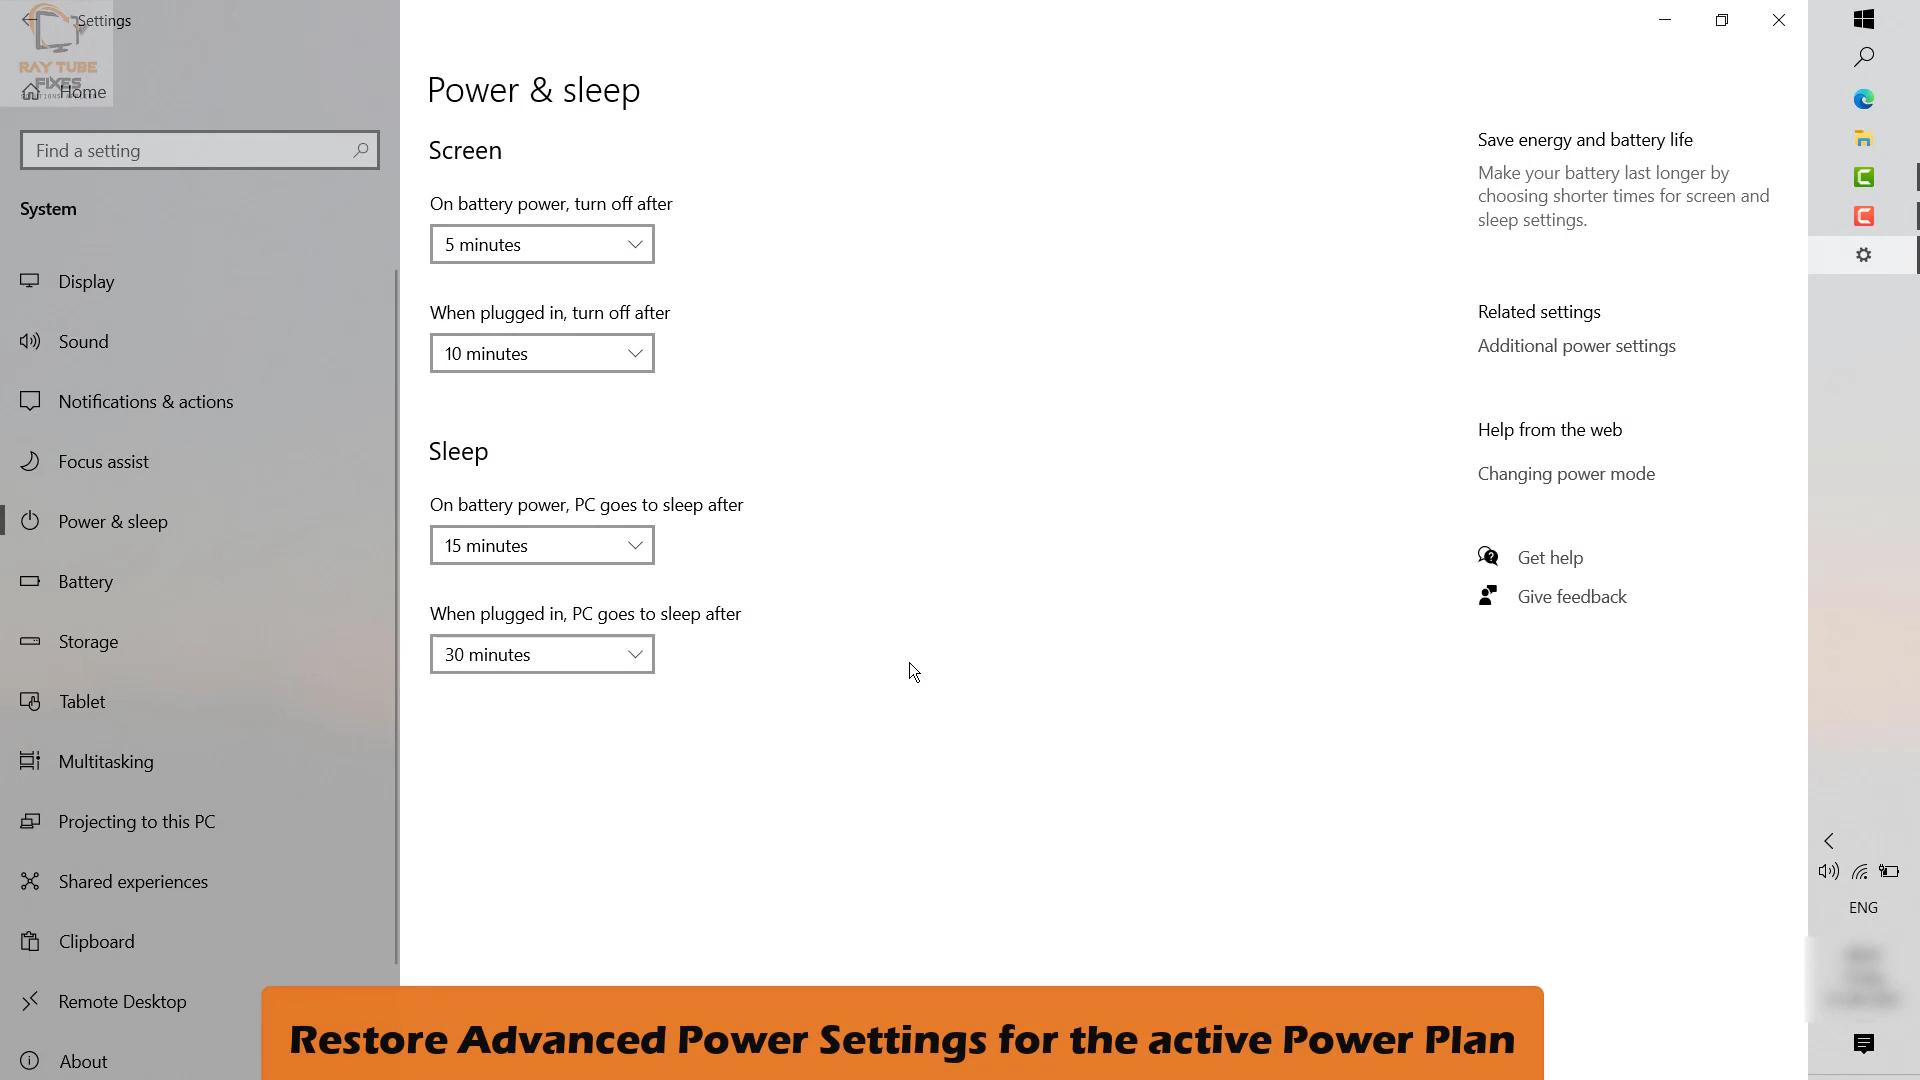 Settings
RAY TUBE
FIXES
Home
Find a setting
System
Display
Sound
Notifications & actions
Focus assist
Power & sleep
Battery
Storage
Tablet
Multitasking
Projecting to this PC
Shared experiences
Clipboard
Remote Desktop
About
Power & sleep
Screen
On battery power, turn off after
5 minutes
When plugged in, turn off after
10 minutes
Sleep
On battery power, PC goes to sleep after
15 minutes
When plugged in, PC goes to sleep after
30 minutes
Save energy and battery life
Make your battery last longer by
choosing shorter times for screen and
sleep settings.
Related settings
Additional power settings
Help from the web
Changing power mode
Get help
Give feedback
ENG
Restore Advanced Power Settings for the active Power Plan